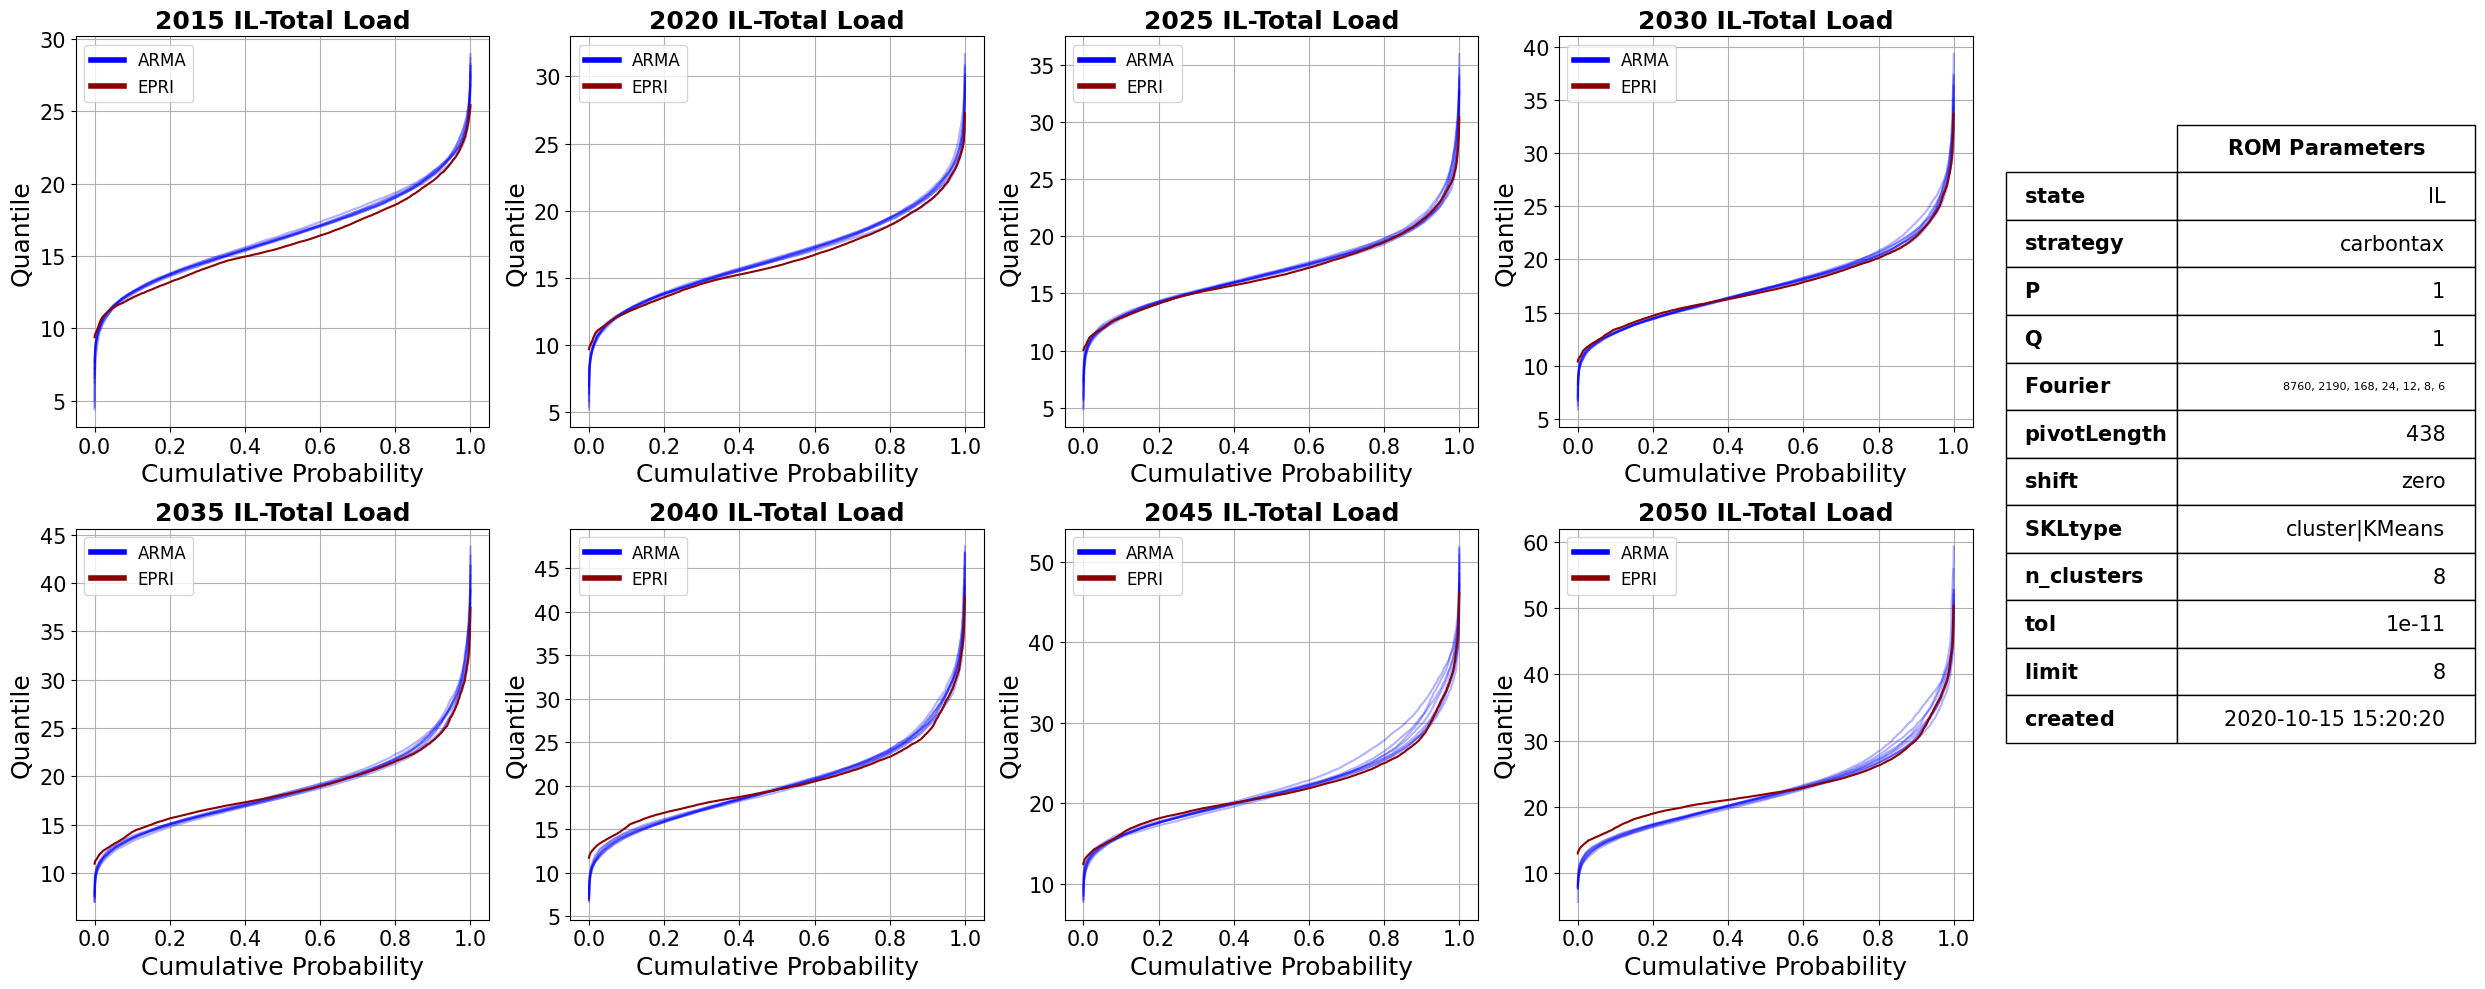 2015 IL-Total Load
30
25
20
15
10
5
Quantile
ARMA
EPRI
0.0 0.2 0.4 0.6 0.8 1.0
Cumulative Probability
2020 IL-Total Load
30
25
20
15
10
5
Quantile
ARMA
EPRI
0.0 0.2 0.4 0.6 0.8 1.0
Cumulative Probability
2025 IL-Total Load
35
30
25
20
15
10
5
Quantile
ARMA
EPRI
0.0 0.2 0.4 0.6 0.8 1.0
Cumulative Probability
2030 IL-Total Load
40
35
30
25
20
15
10
5
Quantile
ARMA
EPRI
0.0 0.2 0.4 0.6 0.8 1.0
Cumulative Probability
2035 IL-Total Load
45
40
35
30
25
20
15
10
Quantile
ARMA
EPRI
0.0 0.2 0.4 0.6 0.8 1.0
Cumulative Probability
2040 IL-Total Load
45
40
35
30
25
20
15
10
5
Quantile
ARMA
EPRI
0.0 0.2 0.4 0.6 0.8 1.0
Cumulative Probability
2045 IL-Total Load
50
40
30
20
10
Quantile
ARMA
EPRI
0.0 0.2 0.4 0.6 0.8 1.0
Cumulative Probability
2050 IL-Total Load
60
50
40
30
20
10
Quantile
ARMA
EPRI
0.0 0.2 0.4 0.6 0.8 1.0
Cumulative Probability
ROM Parameters
state IL
strategy carbontax
P 1
Q 1
Fourier 8760, 2190, 168, 24, 12, 8, 6
pivotLength 438
shift zero
SKLtype cluster|KMeans
n_clusters 8
tol 1e-11
limit 8
created 2020-10-15 15:20:20